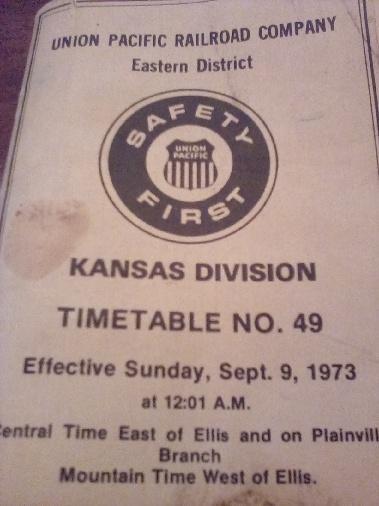 UNION PACIFIC RAILROAD COMPANY
Eastern District
SAFETY
UNION
PACIFIC
FIRST
KANSAS DIVISION
TIMETABLE NO. 49
Effective Sunday, Sept. 9, 1973
at 12:01 A.M.
entral Time East of Ellis and on Plainvill
Branch
Mountain Time West of Ellis.